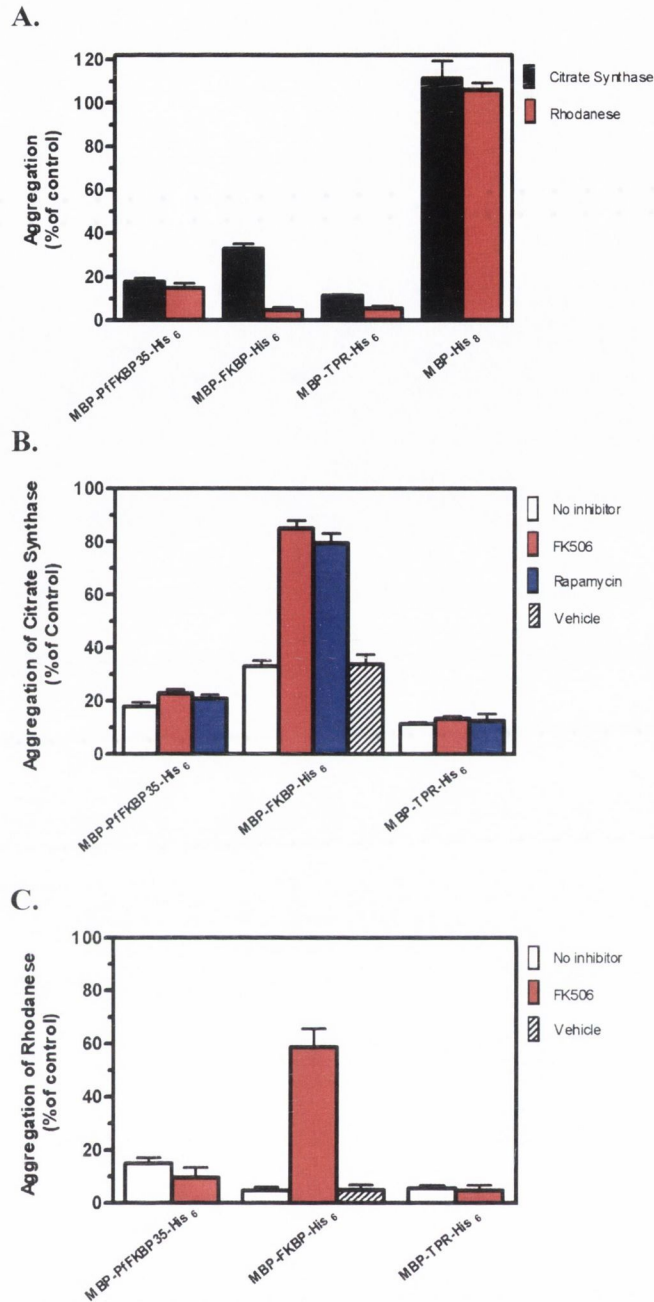 A.
Aggregation
(%of control)
120
100
80
60
40
20
0
Citrate Synthase
Rhodanese
MBP-PfFKBP35-His 6
MBP-FKBP-His 6
MBP-TPR-His 6
MBP-His 8
B.
Aggregation of Citrate Synthase
(%of Control)
100
80
60
40
20
0
No inhibitor
FK506
Rapamycin
Vehicle
MBP-PfFKBP35-His 6
MBP-FKBP-His 6
MBP-TPR-His 6
C.
Aggregation of Rhodanese
(%of control)
100
80
60
40
20
0
No inhibitor
FK506
Vehicle
MBP-PfFKBP35-His 6
MBP-FKBP-His 6
MBP-TPR-His 6